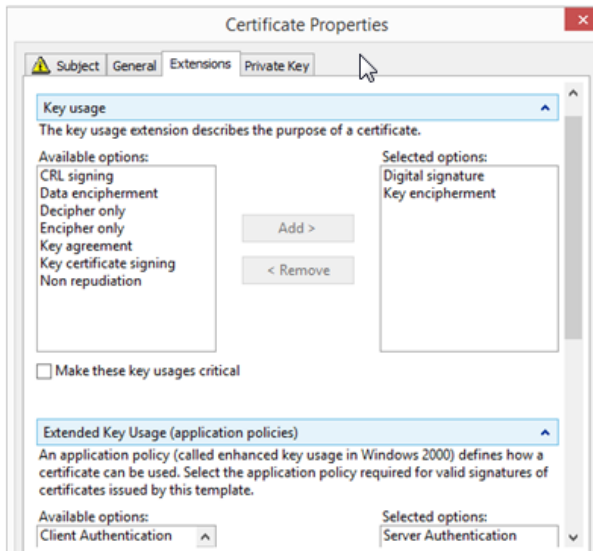 Certificate Properties
Subject General Extensions Private Key
Key usage
The key usage extension describes the purpose of a certificate.
Available options:
CRL signing
Data encipherment
Decipher only
Encipher only
Key agreement
Key certificate signing
Non repudiation
Add >
< Remove
Selected options:
Digital signature
Key encipherment
Make these key usages critical
Extended Key Usage (application policies)
An application policy (called enhanced key usage in Windows 2000) defines how a
certificate can be used. Select the application policy required for valid signatures of
certificates issued by this template.
Available options:
Client Authentication
Selected options:
Server Authentication